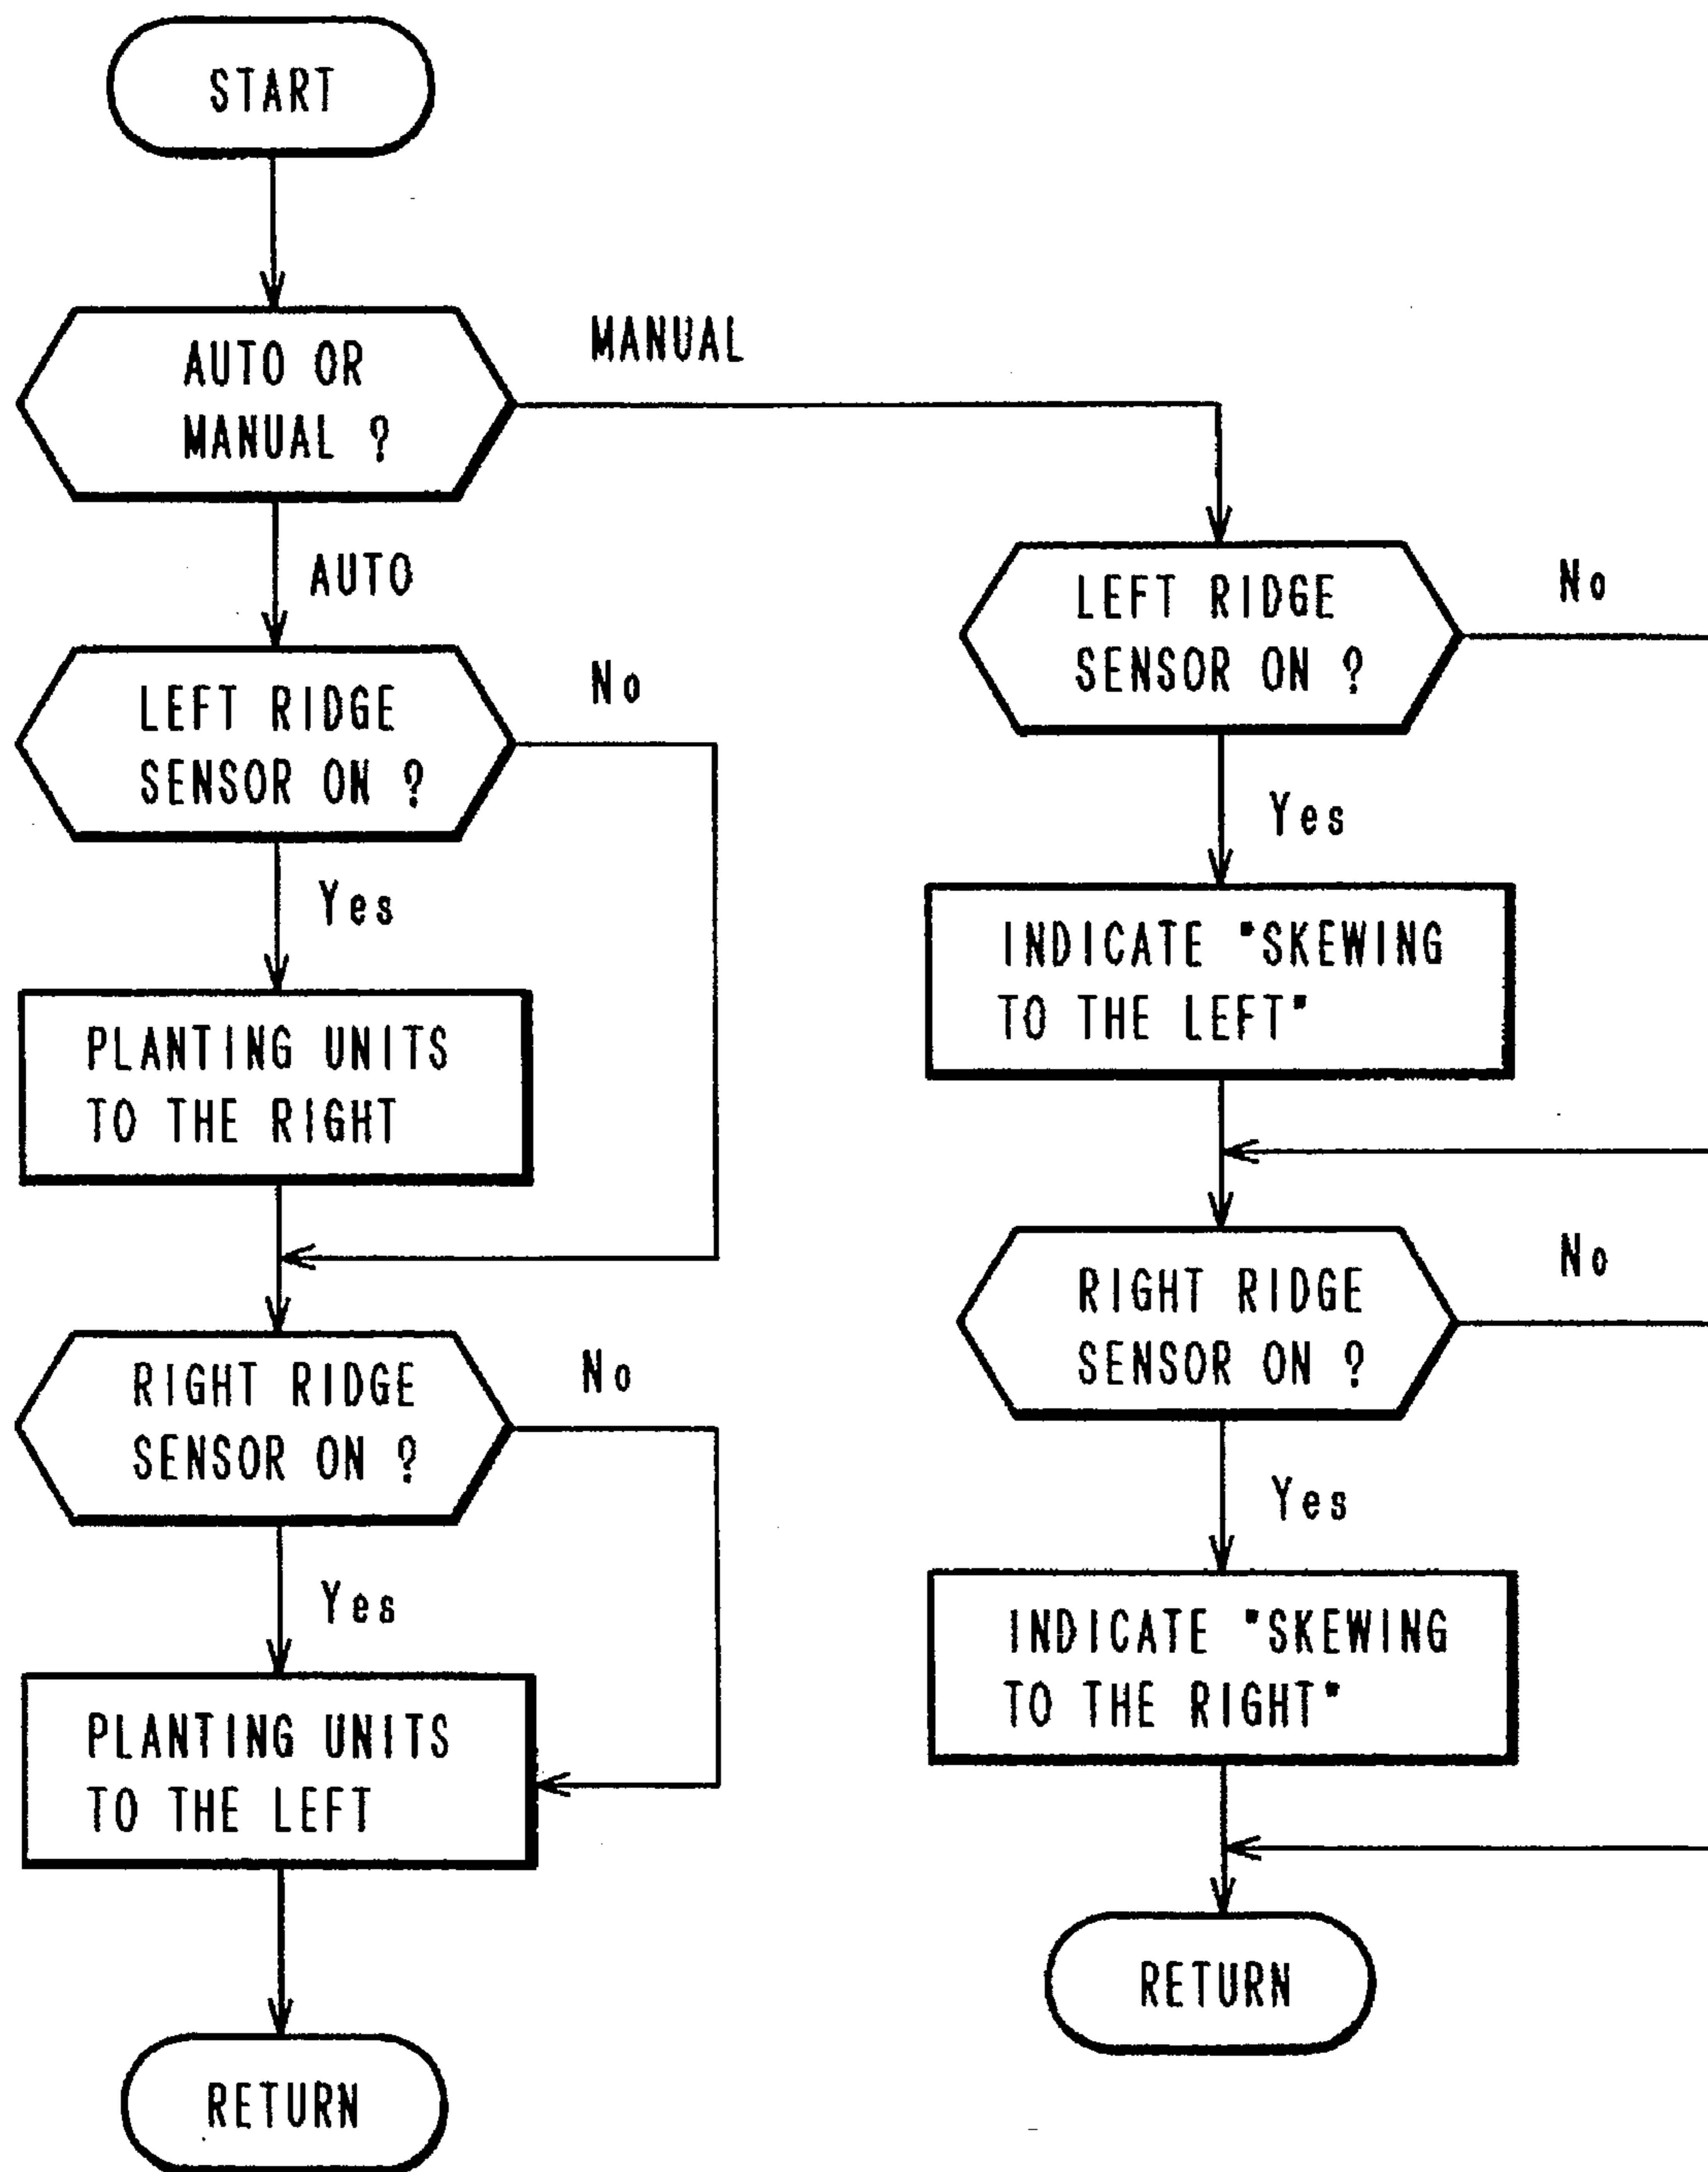 START
AUTO OR
MANUAL ?
MANUAL
AUTO
LEFT RIDGE
SENSOR ON ?
No
Yes
PLANTING UNITS
TO THE RIGHT
RIGHT RIDGE
SENSOR ON ?
No
Yes
PLANTING UNITS
TO THE LEFT
RETURN
LEFT RIDGE
SENSOR ON ?
No
Yes
INDICATE "SKEWING
TO THE LEFT"
RIGHT RIDGE
SENSOR ON ?
No
Yes
INDICATE "SKEWING
TO THE RIGHT"
RETURN